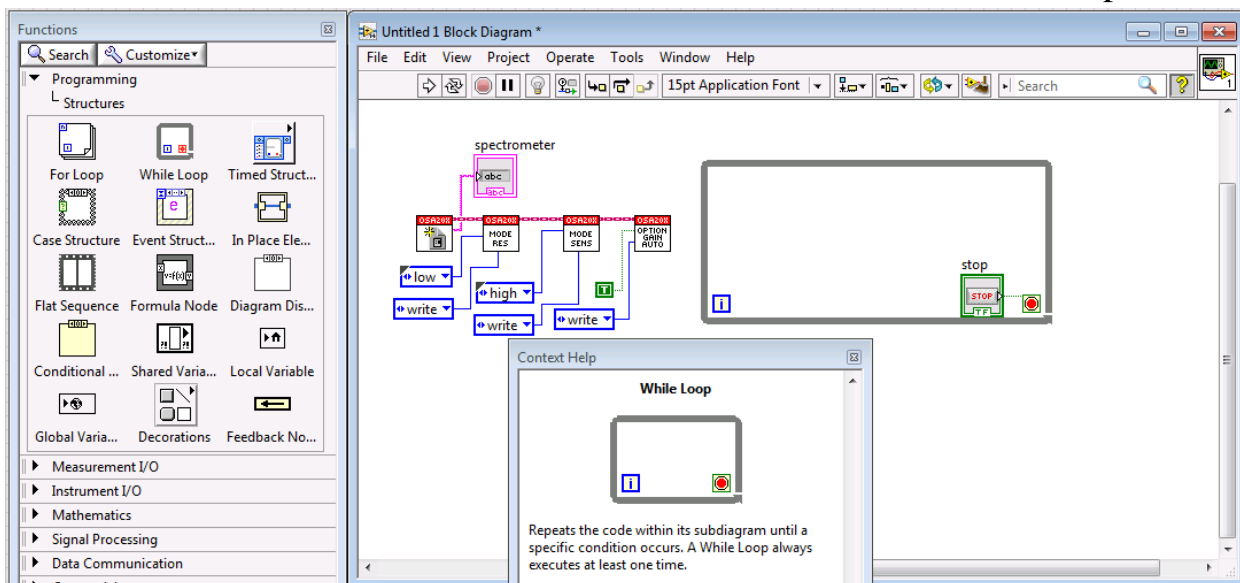 Functions
Search Customize
Programming
Structures
For Loop While Loop Timed Struct...
Case Structure Event Struct... In Place Ele...
Flat Sequence Formula Node Diagram Dis...
Conditional ... Shared Varia... Local Variable
Global Varia... Decorations Feedback No...
Measurement I/O
Instrument I/O
Mathematics
Signal Processing
Data Communication
Untitled 1 Block Diagram *
File Edit View Project Operate Tools Window Help
15pt Application Font Search
spectrometer
abc
abc
OSA20X OSA20X OSA20X OSA20X
MODE RES
MODE SENS
OPTION GAIN AUTO
low
high
T
write
write
write
stop
STOP
TF
i
Context Help
While Loop
i
Repeats the code within its subdiagram until a
specific condition occurs. A While Loop always
executes at least one time.